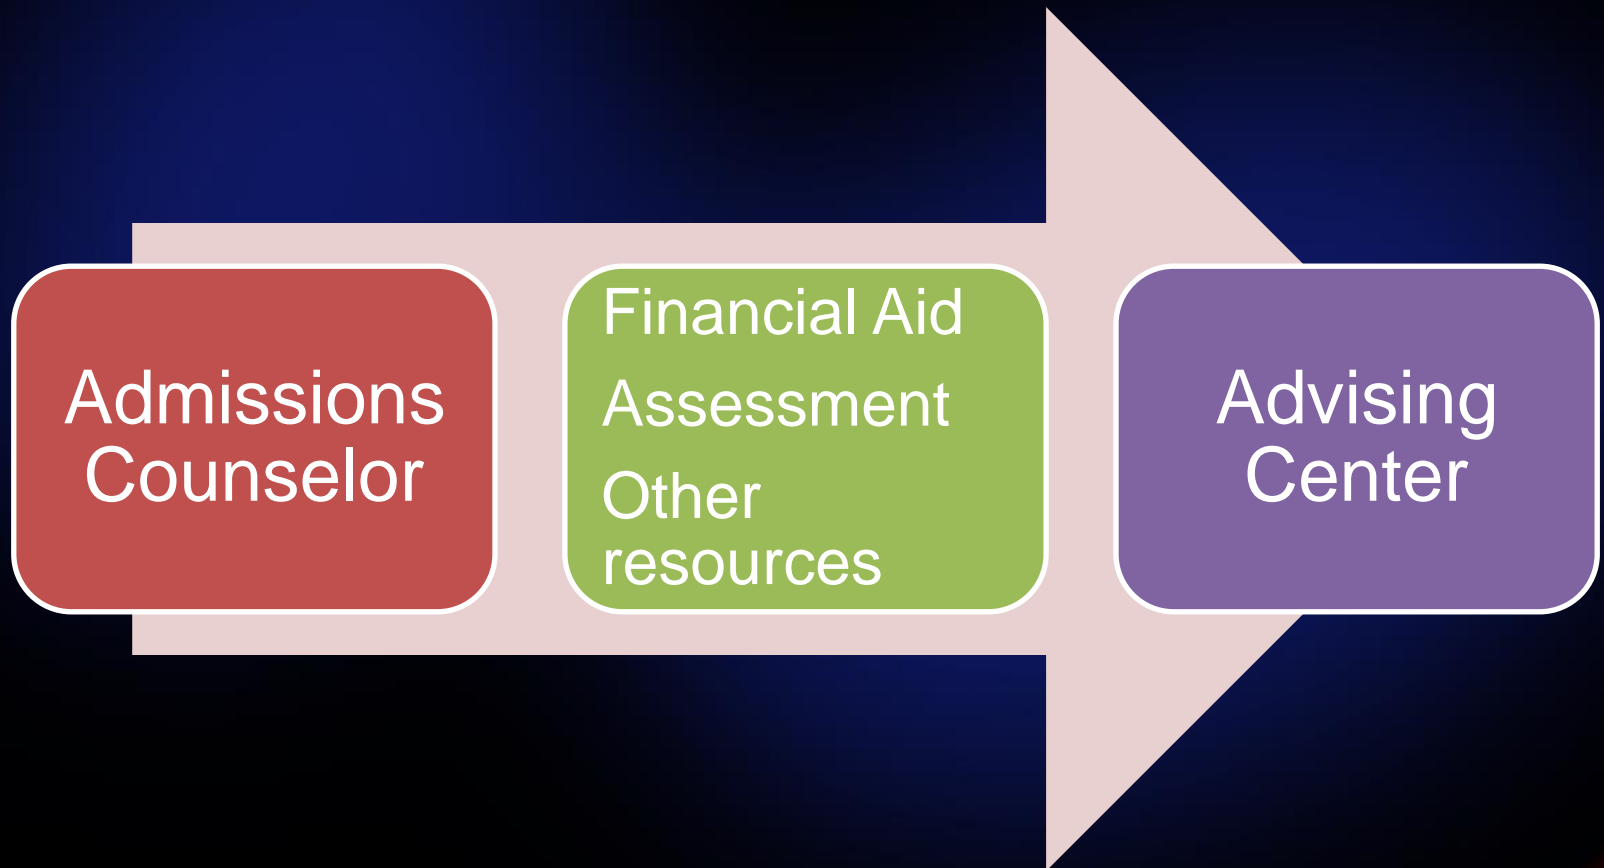 Admissions
Counselor
Financial Aid
Assessment
Other
resources
Advising
Center